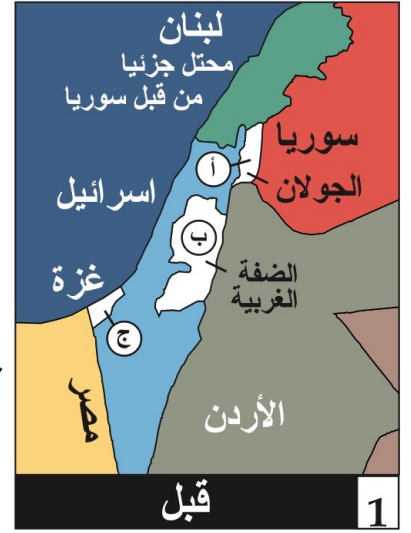 لبنان
محتل جزئيا
من قبل سوريا
سوريا
أ
الجولان
اسرائيل
ب
الضفة
الغربية
غزة
ج
مصر
الأردن
قبل
1